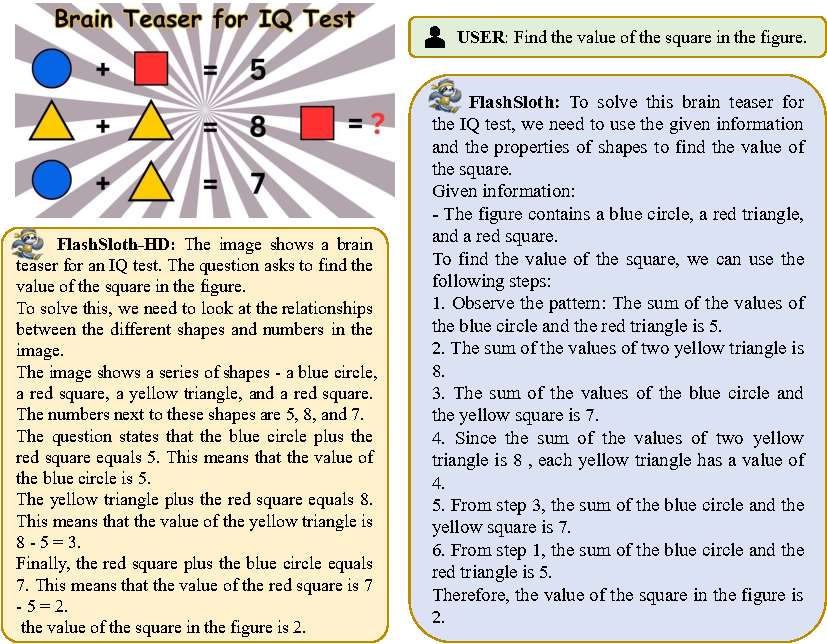 Brain Teaser for IQ Test
+ = 5
+ = 8 = ?
+ = 7
USER: Find the value of the square in the figure.
FlashSloth-HD: The image shows a brain
teaser for an IQ test. The question asks to find the
value of the square in the figure.
To solve this, we need to look at the relationships
between the different shapes and numbers in the
image.
The image shows a series of shapes - a blue circle,
a red square, a yellow triangle, and a red square.
The numbers next to these shapes are 5, 8, and 7.
The question states that the blue circle plus the
red square equals 5. This means that the value of
the blue circle is 5.
The yellow triangle plus the red square equals 8.
This means that the value of the yellow triangle is
8 - 5 = 3.
Finally, the red square plus the blue circle equals
7. This means that the value of the red square is 7
- 5 = 2.
the value of the square in the figure is 2.
FlashSloth: To solve this brain teaser for
the IQ test, we need to use the given information
and the properties of shapes to find the value of
the square.
Given information:
- The figure contains a blue circle, a red triangle,
and a red square.
To find the value of the square, we can use the
following steps:
1. Observe the pattern: The sum of the values of
the blue circle and the red triangle is 5.
2. The sum of the values of two yellow triangle is
8.
3. The sum of the values of the blue circle and
the yellow square is 7.
4. Since the sum of the values of two yellow
triangle is 8 , each yellow triangle has a value of
4.
5. From step 3, the sum of the blue circle and the
yellow square is 7.
6. From step 1, the sum of the blue circle and the
red triangle is 5.
Therefore, the value of the square in the figure is
2.